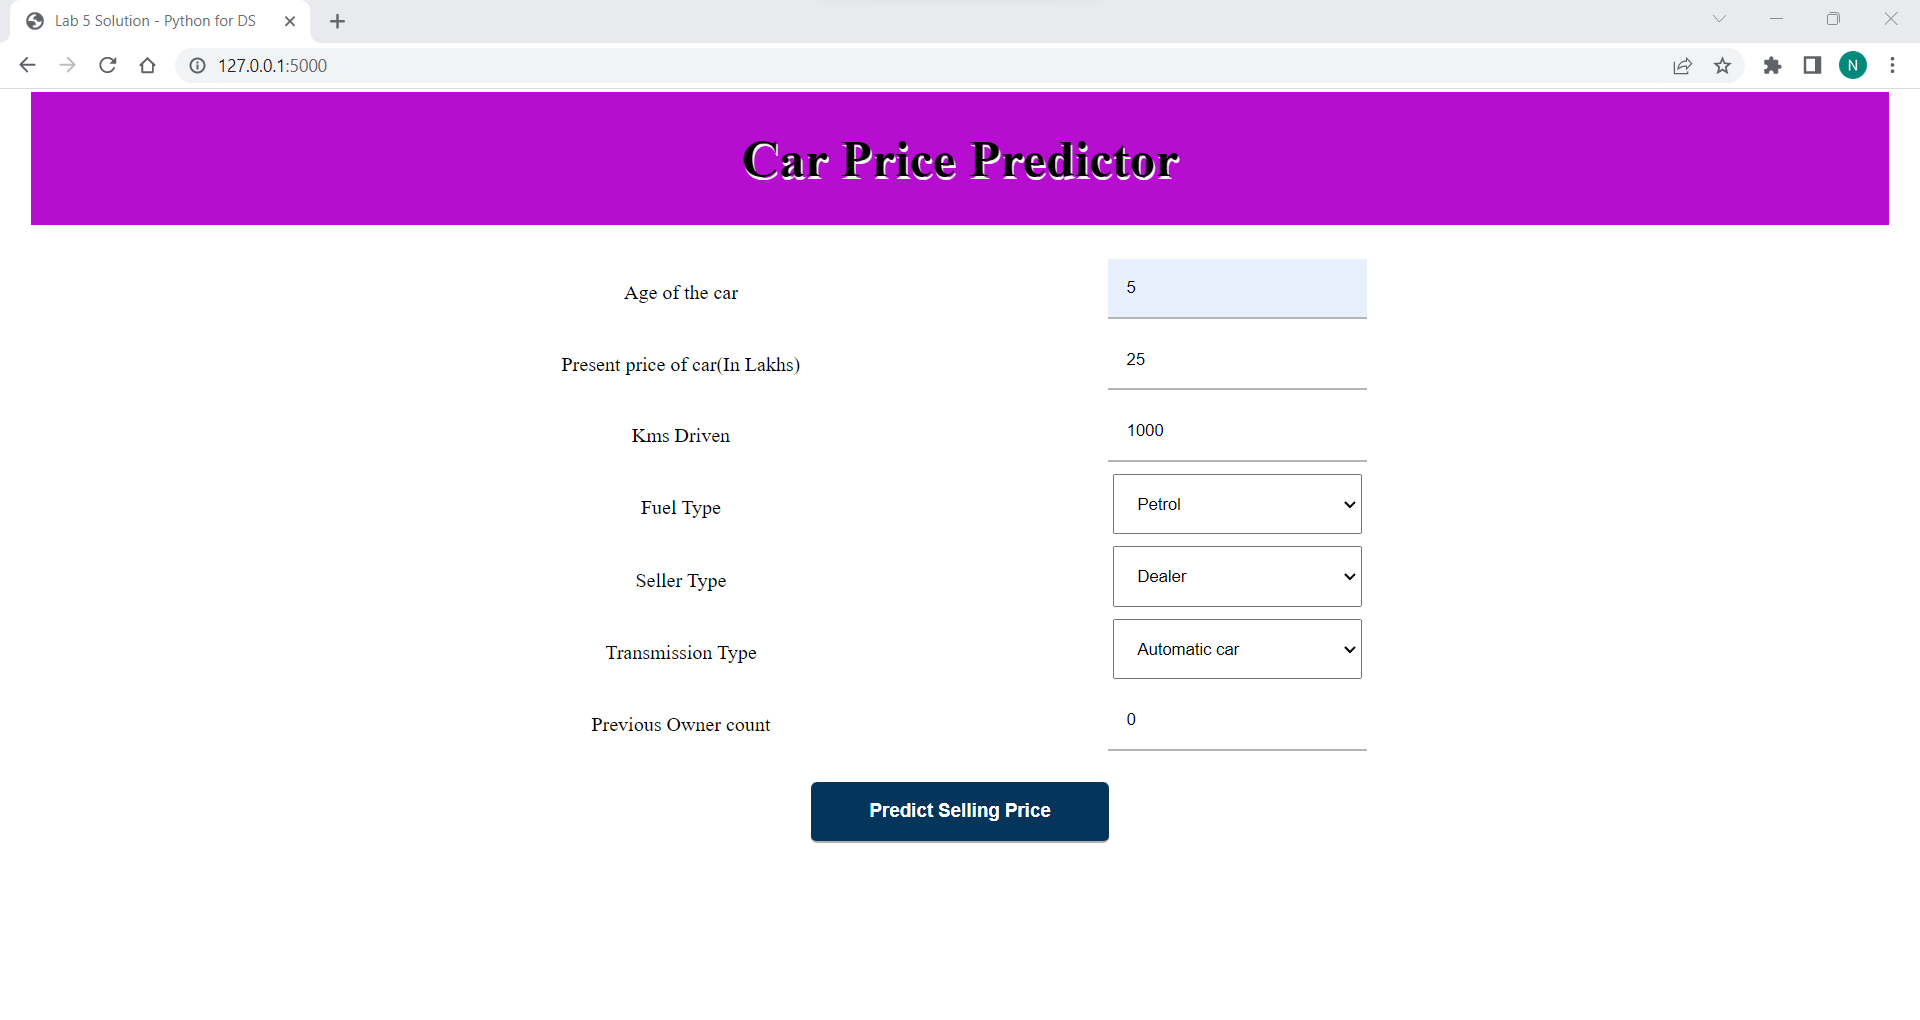 Lab 5 Solution - Python for DS
127.0.0.1:5000
N
Car Price Predictor
Age of the car
5
Present price of car(In Lakhs)
25
Kms Driven
1000
Fuel Type
Petrol
Seller Type
Dealer
Transmission Type
Automatic car
Previous Owner count
0
Predict Selling Price